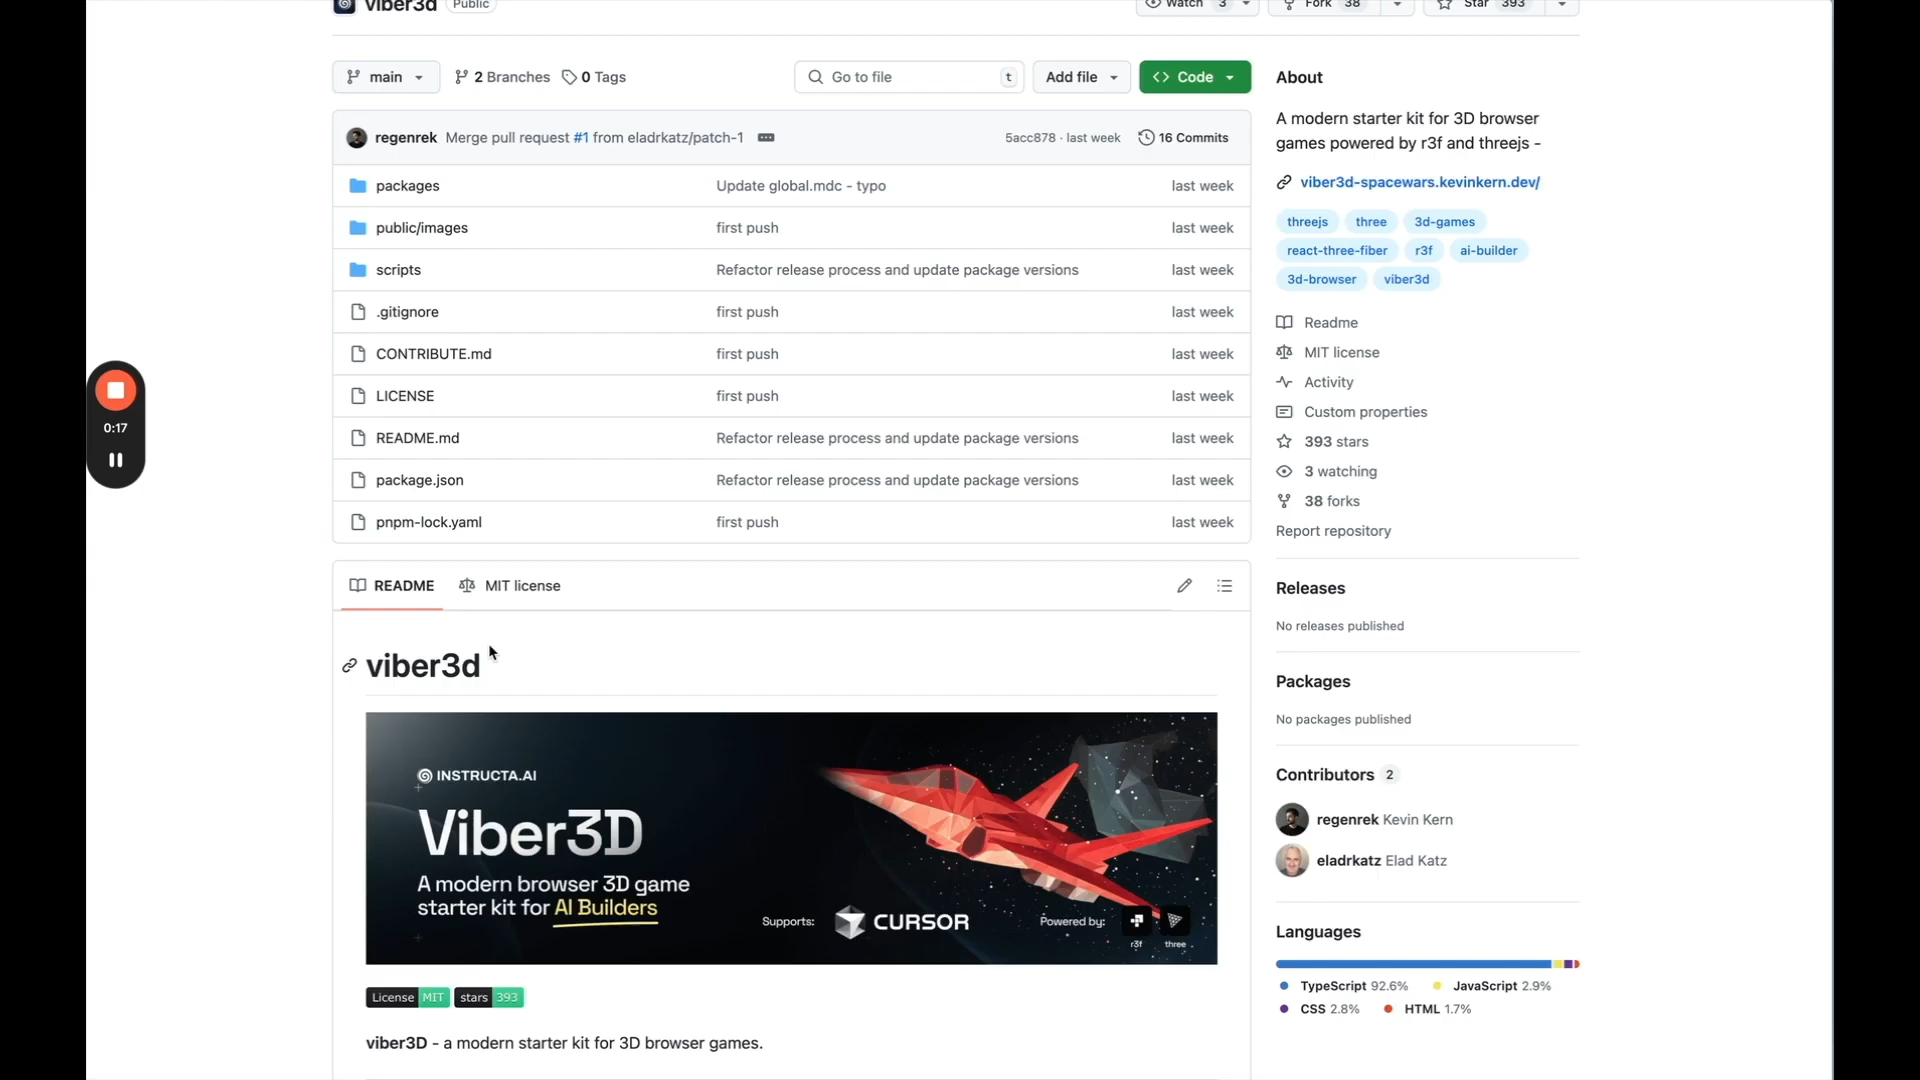 viber3d Public
Watch 3 Fork 38 Star 393
main 2 Branches 0 Tags Go to file t Add file Code
regenrek Merge pull request #1 from eladrkatz/patch-1 5acc878 · last week 16 Commits
packages Update global.mdc - typo last week
public/images first push last week
scripts Refactor release process and update package versions last week
.gitignore first push last week
CONTRIBUTE.md first push last week
LICENSE first push last week
README.md Refactor release process and update package versions last week
package.json Refactor release process and update package versions last week
pnpm-lock.yaml first push last week
README MIT license
viber3d
INSTRUCTA.AI
Viber3D
A modern browser 3D game
starter kit for AI Builders
Supports: CURSOR Powered by:
r3f three
License MIT stars 393
viber3D - a modern starter kit for 3D browser games.
About
A modern starter kit for 3D browser
games powered by r3f and threejs -
viber3d-spacewars.kevinkern.dev/
threejs three 3d-games
react-three-fiber r3f ai-builder
3d-browser viber3d
Readme
MIT license
Activity
Custom properties
393 stars
3 watching
38 forks
Report repository
Releases
No releases published
Packages
No packages published
Contributors 2
regenrek Kevin Kern
eladrkatz Elad Katz
Languages
TypeScript 92.6% JavaScript 2.9%
CSS 2.8% HTML 1.7%
0:17